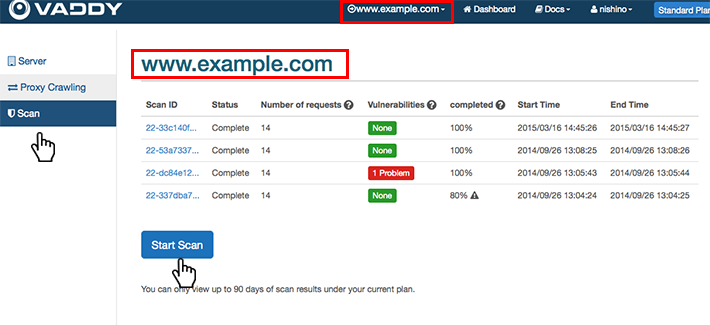 VADDY
www.example.com Dashboard Docs nishino Standard Plan
Server
Proxy Crawling
Scan
www.example.com
Scan ID Status Number of requests Vulnerabilities completed Start Time End Time
22-33c140f... Complete 14 None 100% 2015/03/16 14:45:26 2015/03/16 14:45:27
22-53a7337... Complete 14 None 100% 2014/09/26 13:08:25 2014/09/26 13:08:26
22-dc84e12... Complete 14 1 Problem 100% 2014/09/26 13:05:43 2014/09/26 13:05:44
22-337dba7... Complete 14 None 80% 2014/09/26 13:04:24 2014/09/26 13:04:25
Start Scan
You can only view up to 90 days of scan results under your current plan.